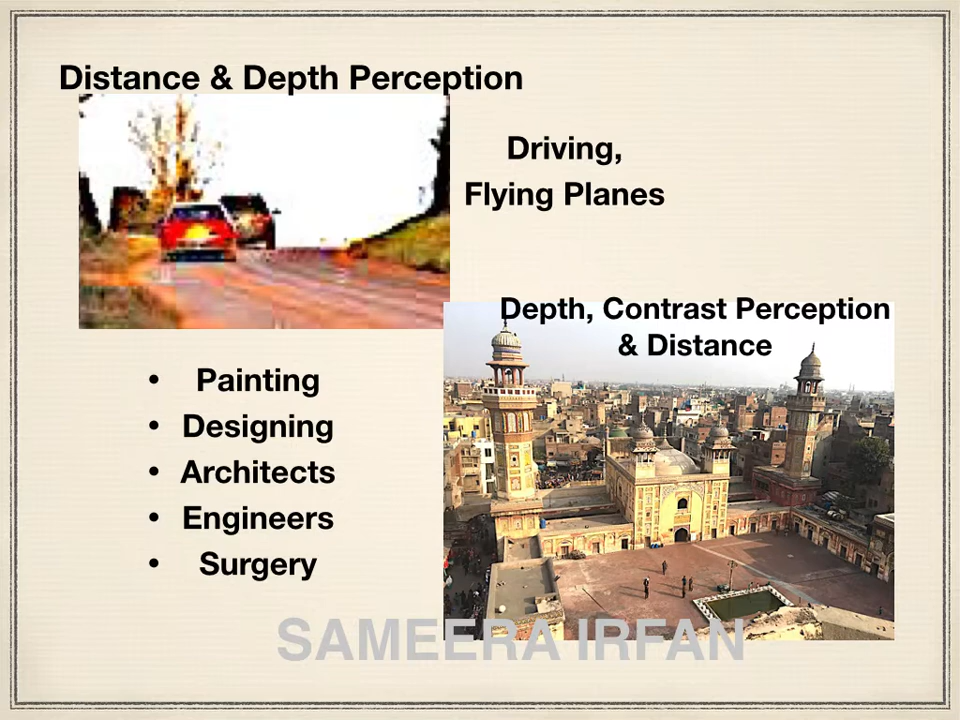 Distance & Depth Perception
Driving,
Flying Planes
Depth, Contrast Perception
& Distance
• Painting
• Designing
• Architects
• Engineers
• Surgery
SAMEERA IRFAN